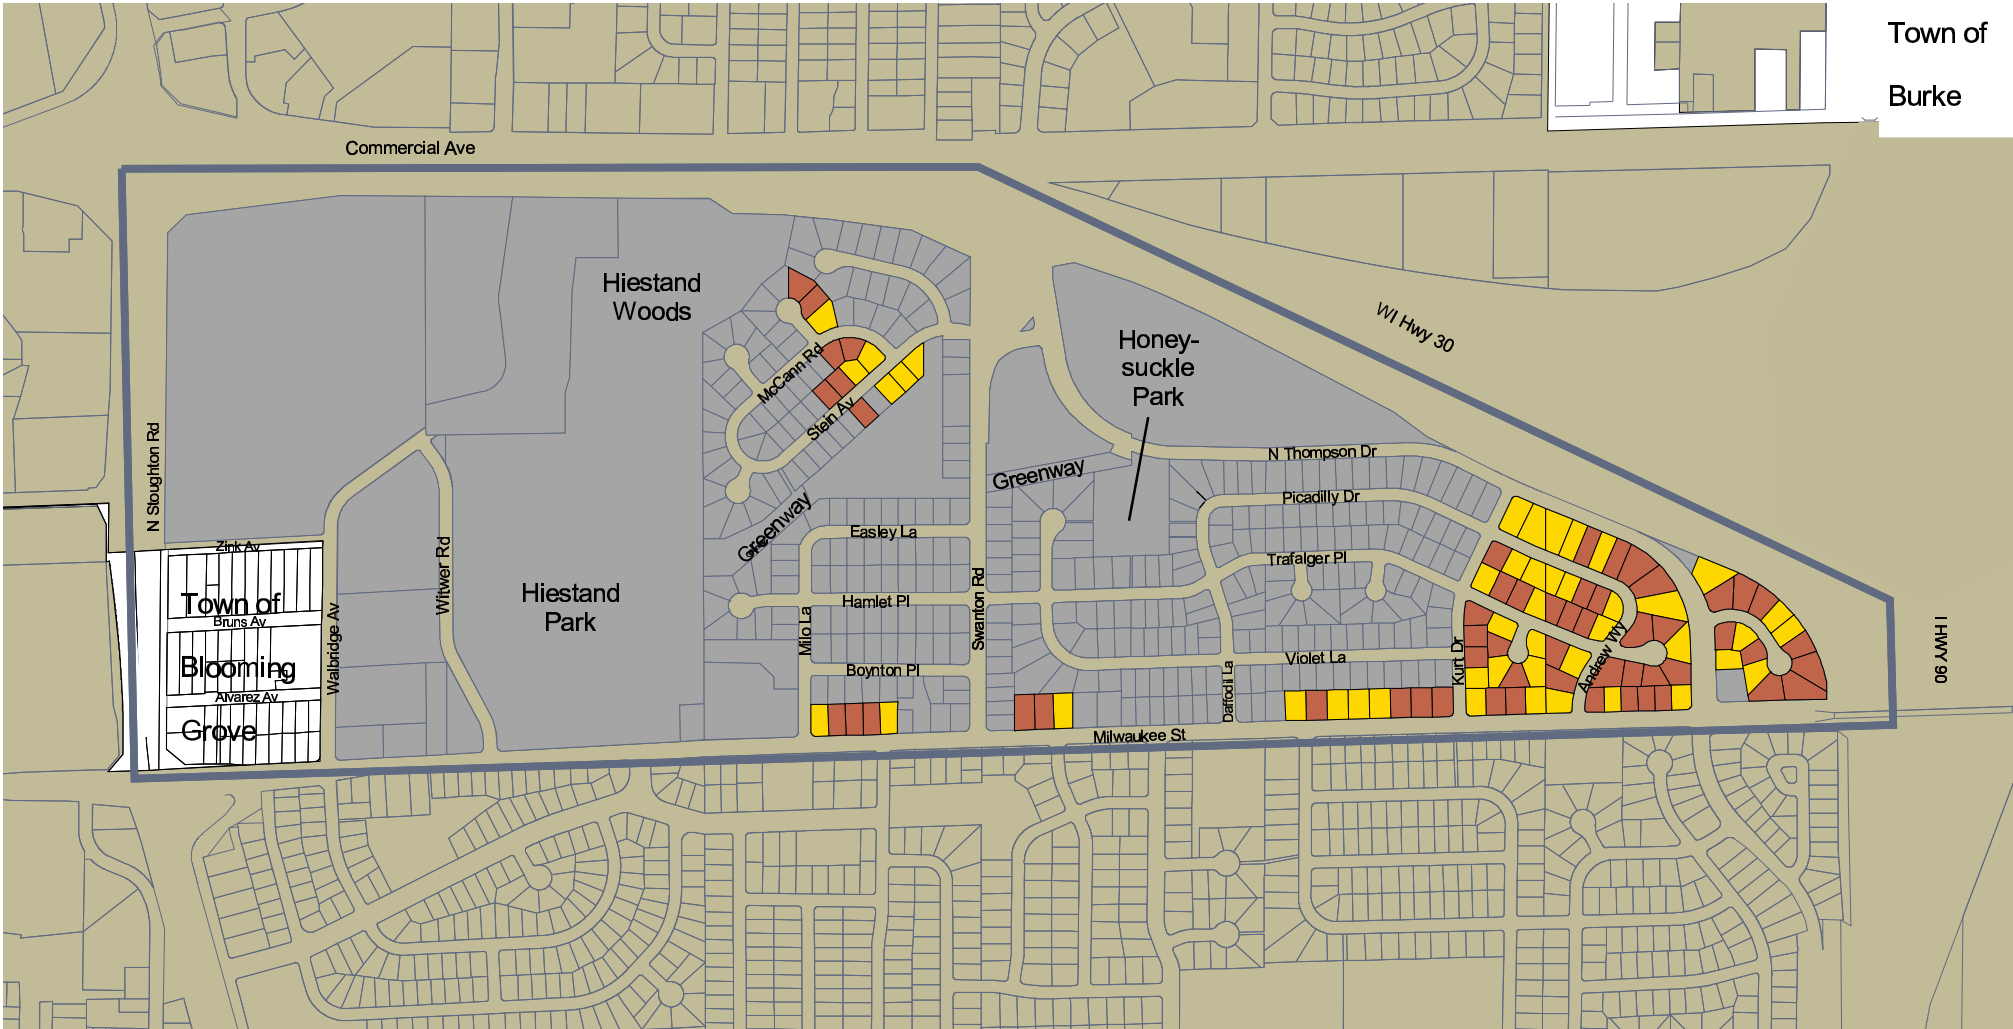 Town of
Burke
Commercial Ave
Hiestand
Woods
WI Hwy 30
Honey-
suckle
Park
McCann Rd
Stein Av
N Stoughton Rd
N Thompson Dr
Greenway
Picadilly Dr
Greenway
Easley La
Zink Av
Trafalger Pl
Witwer Rd
Hiestand
Park
Hamlet Pl
Swanton Rd
Town of
Bruns Av
Blooming
Alvarez Av
Grove
Walbridge Av
Milo La
Boynton Pl
Violet La
Daffodil La
Kurt Dr
Andrew Wy
I HWY 90
Milwaukee St